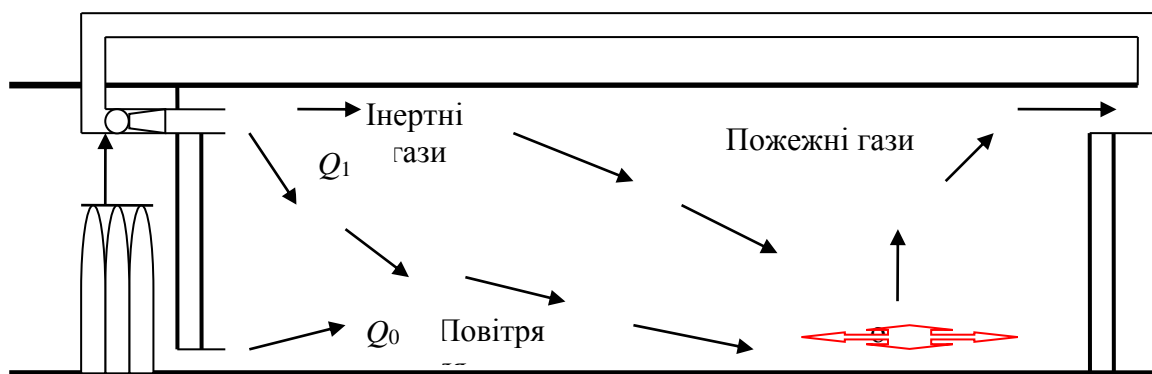 Інертні
гази
Пожежні гази
Q1
Q0 Повітря